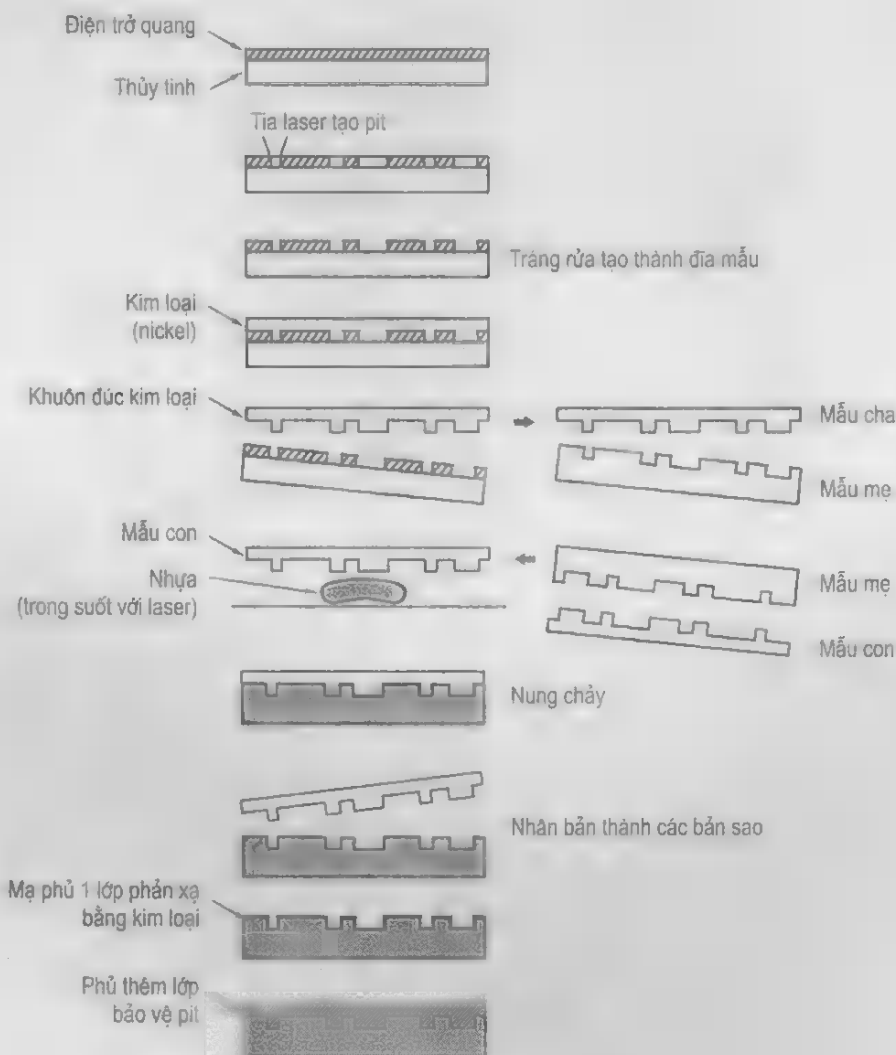 Điện trở quang
Thủy tinh
Tia laser tạo pit
Tráng rửa tạo thành đĩa mẫu
Kim loại
(nickel)
Khuôn đúc kim loại
Mẫu cha
Mẫu mẹ
Mẫu con
Nhựa
(trong suốt với laser)
Mẫu mẹ
Mẫu con
Nung chảy
Nhân bản thành các bản sao
Mạ phủ 1 lớp phản xạ
bằng kim loại
Phủ thêm lớp
bảo vệ pit